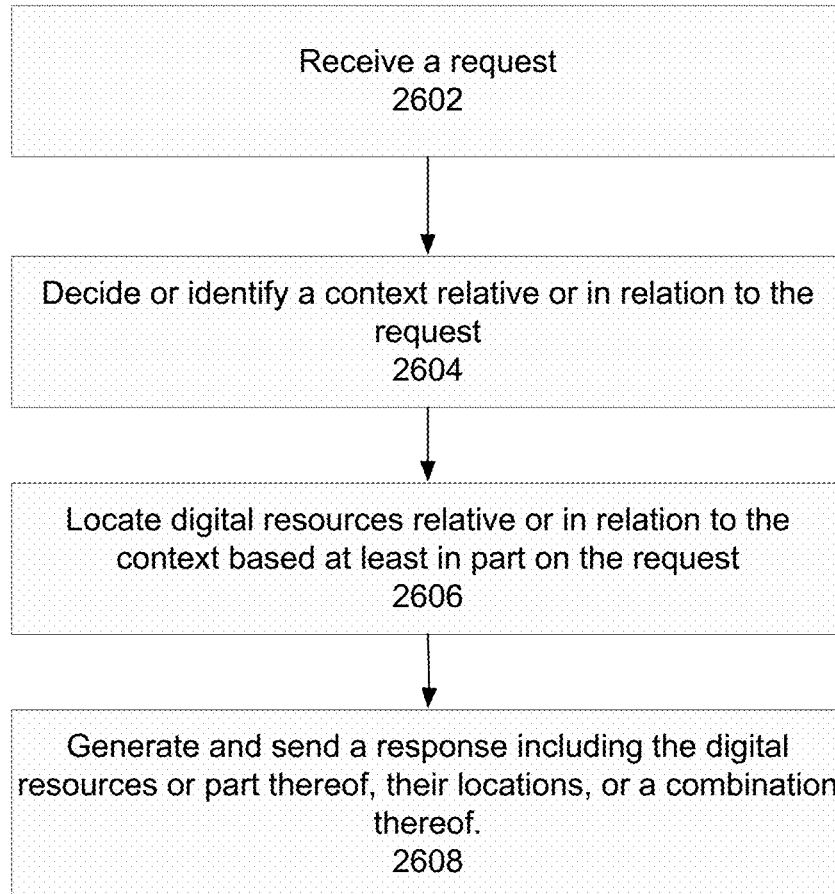 Receive a request
2602
Decide or identify a context relative or in relation to the
request
2604
Locate digital resources relative or in relation to the
context based at least in part on the request
2606
Generate and send a response including the digital
resources or part thereof, their locations, or a combination
thereof.
2608